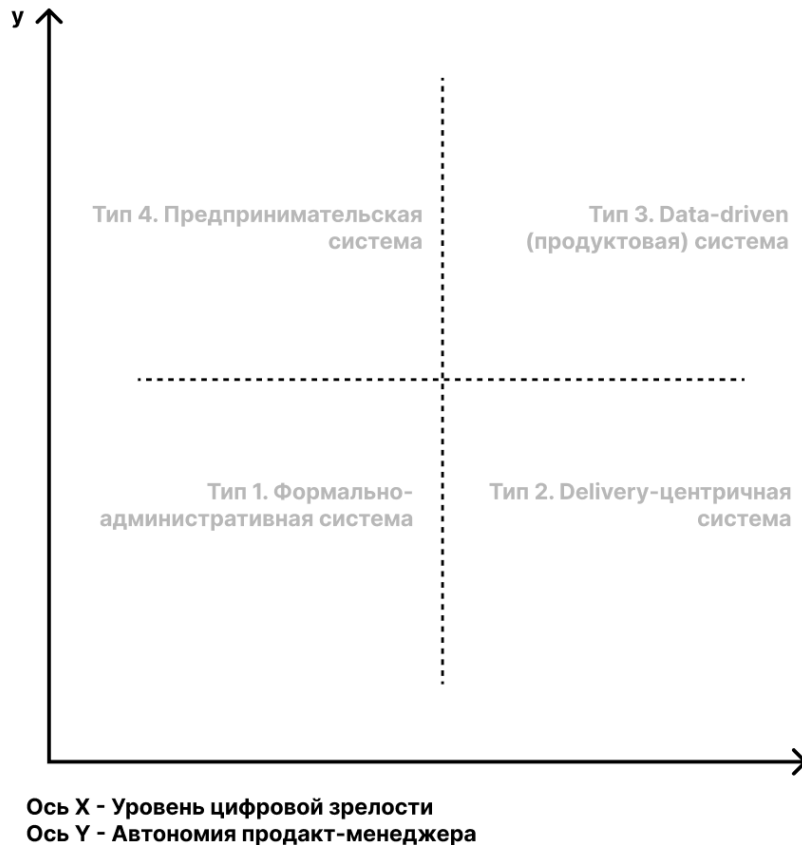 y
Тип 4. Предпринимательская
система
Тип 3. Data-driven
(продуктовая) система
Тип 1. Формально-
административная система
Тип 2. Delivery-центричная
система
Ось X - Уровень цифровой зрелости
Ось Y - Автономия продакт-менеджера